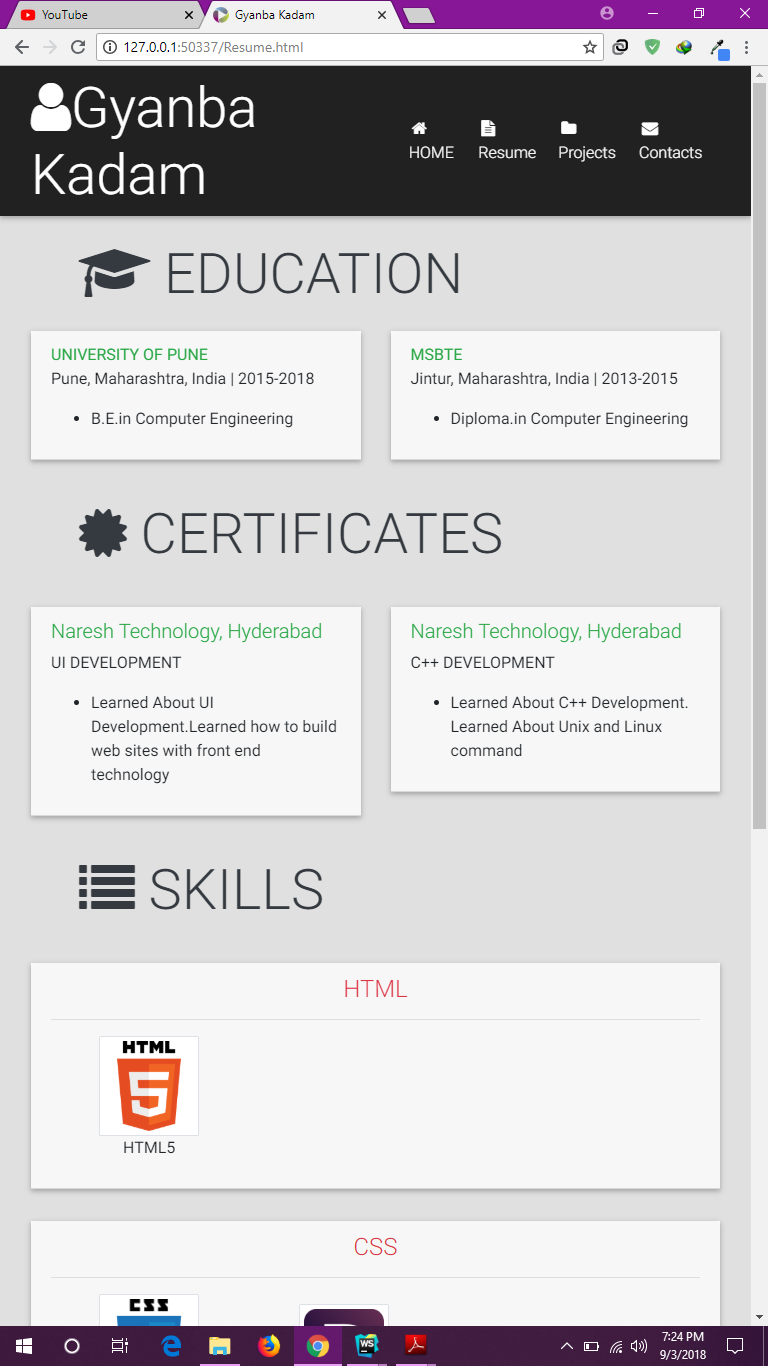 YouTube
Gyanba Kadam
127.0.0.1:50337/Resume.html
Gyanba
Kadam
HOME
Resume
Projects
Contacts
EDUCATION
UNIVERSITY OF PUNE
Pune, Maharashtra, India | 2015-2018
B.E.in Computer Engineering
MSBTE
Jintur, Maharashtra, India | 2013-2015
Diploma.in Computer Engineering
CERTIFICATES
Naresh Technology, Hyderabad
UI DEVELOPMENT
Learned About UI
Development.Learned how to build
web sites with front end
technology
Naresh Technology, Hyderabad
C++ DEVELOPMENT
Learned About C++ Development.
Learned About Unix and Linux
command
SKILLS
HTML
HTML
5
HTML5
CSS
CSS
WS
7:24 PM
9/3/2018